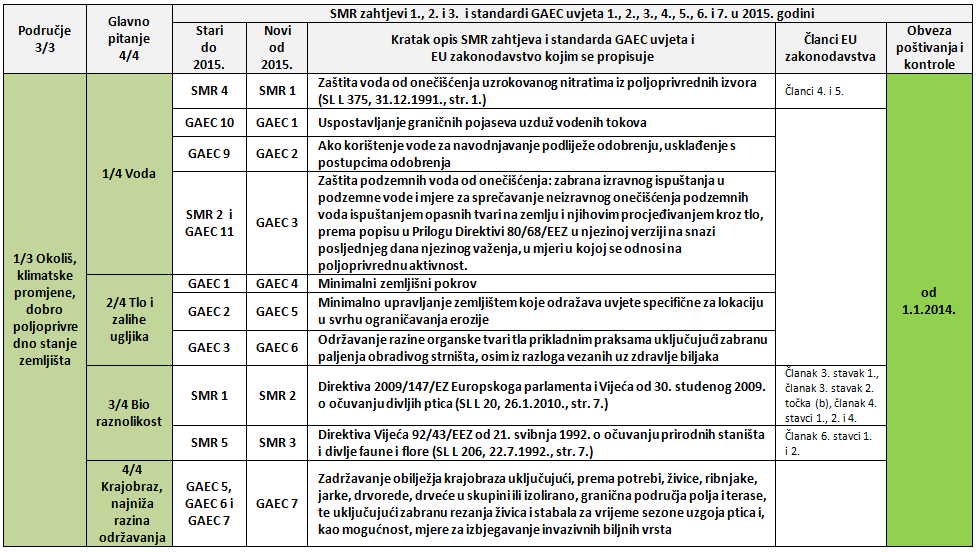 Područje
3/3
Glavno
pitanje
4/4
SMR zahtjevi 1., 2. i 3. i standardi GAEC uvjeta 1., 2., 3., 4., 5., 6. i 7. u 2015. godini
Stari
do
2015.
Novi
od
2015.
Kratak opis SMR zahtjeva i standarda GAEC uvjeta i
EU zakonodavstvo kojim se propisuje
Članci EU
zakonodavstva
Obveza
poštivanja i
kontrole
1/3 Okoliš,
klimatske
promjene,
dobro
poljoprivre
dno stanje
zemljišta
1/4 Voda
SMR 4
SMR 1
Zaštita voda od onečišćenja uzrokovanog nitratima iz poljoprivrednih izvora
(SL L 375, 31.12.1991., str. 1.)
Članci 4. i 5.
od
1.1.2014.
GAEC 10
GAEC 1
Uspostavljanje graničnih pojaseva uzduž vodenih tokova
GAEC 9
GAEC 2
Ako korištenje vode za navodnjavanje podliježe odobrenju, usklađenje s
postupcima odobrenja
SMR 2 i
GAEC 11
GAEC 3
Zaštita podzemnih voda od onečišćenja: zabrana izravnog ispuštanja u
podzemne vode i mjere za sprečavanje neizravnog onečišćenja podzemnih
voda ispuštanjem opasnih tvari na zemlju i njihovim procjeđivanjem kroz tlo,
prema popisu u Prilogu Direktivi 80/68/EEZ u njezinoj verziji na snazi
posljednjeg dana njezinog važenja, u mjeri u kojoj se odnosi na
poljoprivrednu aktivnost.
2/4 Tlo i
zalihe
ugljika
GAEC 1
GAEC 4
Minimalni zemljišni pokrov
GAEC 2
GAEC 5
Minimalno upravljanje zemljištem koje odražava uvjete specifične za lokaciju
u svrhu ograničavanja erozije
GAEC 3
GAEC 6
Održavanje razine organske tvari tla prikladnim praksama uključujući zabranu
paljenja obradivog strništa, osim iz razloga vezanih uz zdravlje biljaka
3/4 Bio
raznolikost
SMR 1
SMR 2
Direktiva 2009/147/EZ Europskoga parlamenta i Vijeća od 30. studenog 2009.
o očuvanju divljih ptica (SL L 20, 26.1.2010., str. 7.)
Članak 3. stavak 1.,
članak 3. stavak 2.
točka (b), članak 4.
stavci 1., 2. i 4.
SMR 5
SMR 3
Direktiva Vijeća 92/43/EEZ od 21. svibnja 1992. o očuvanju prirodnih staništa
i divlje faune i flore (SL L 206, 22.7.1992., str. 7.)
Članak 6. stavci 1.
i 2.
4/4
Krajobraz,
najniža
razina
održavanja
GAEC 5,
GAEC 6 i
GAEC 7
GAEC 7
Zadržavanje obilježja krajobraza uključujući, prema potrebi, živice, ribnjake,
jarke, drvorede, drveće u skupini ili izolirano, granična područja polja i terase,
te uključujući zabranu rezanja živica i stabala za vrijeme sezone uzgoja ptica i,
kao mogućnost, mjere za izbjegavanje invazivnih biljnih vrsta